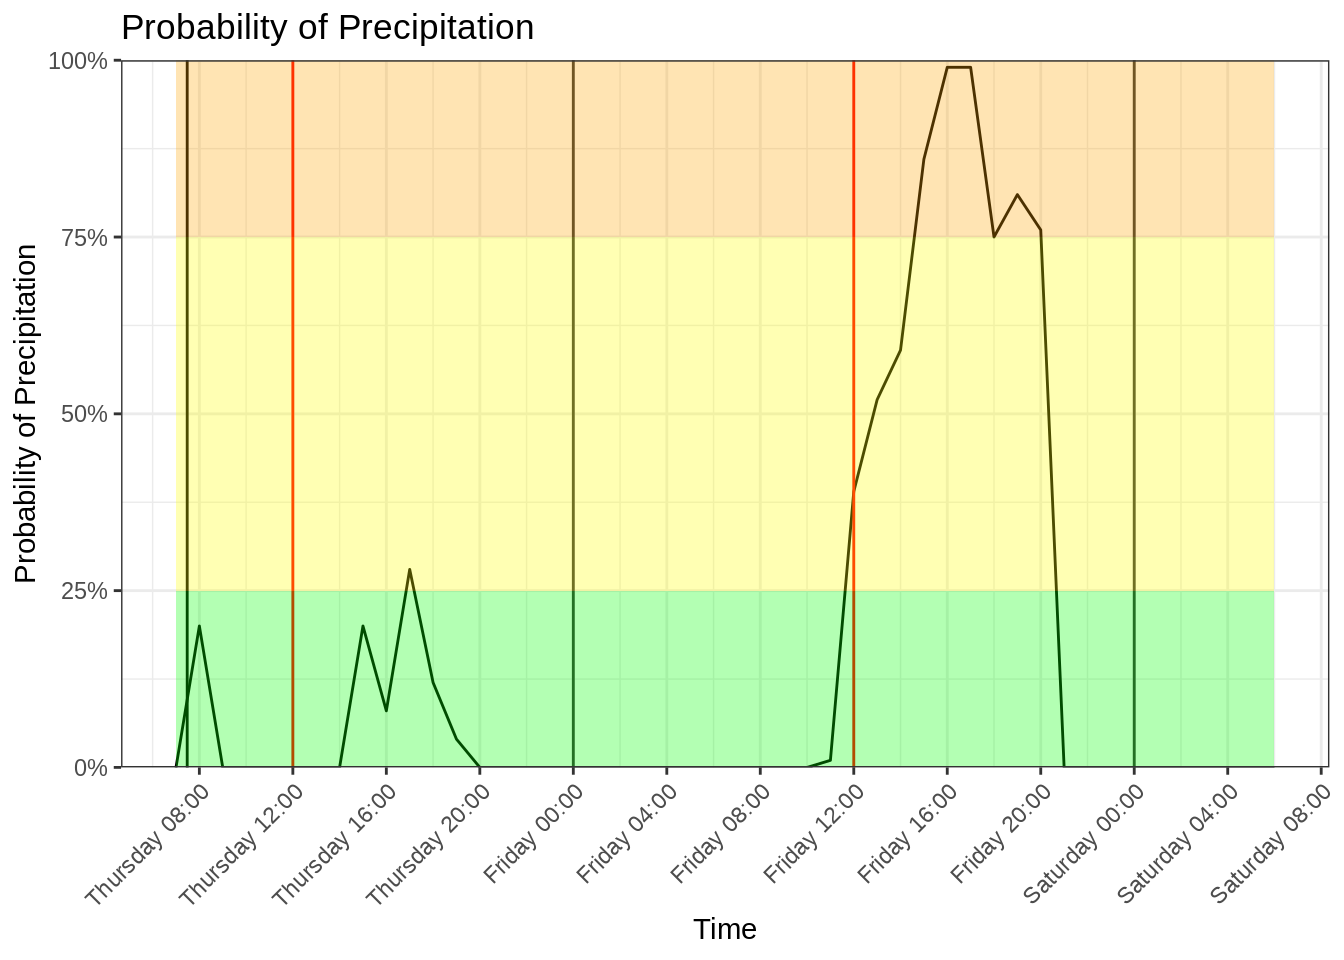 Probability of Precipitation
Probability of Precipitation
100%
75%
50%
25%
0%
Thursday 08:00
Thursday 12:00
Thursday 16:00
Thursday 20:00
Friday 00:00
Friday 04:00
Friday 08:00
Friday 12:00
Friday 16:00
Friday 20:00
Saturday 00:00
Saturday 04:00
Saturday 08:00
Time